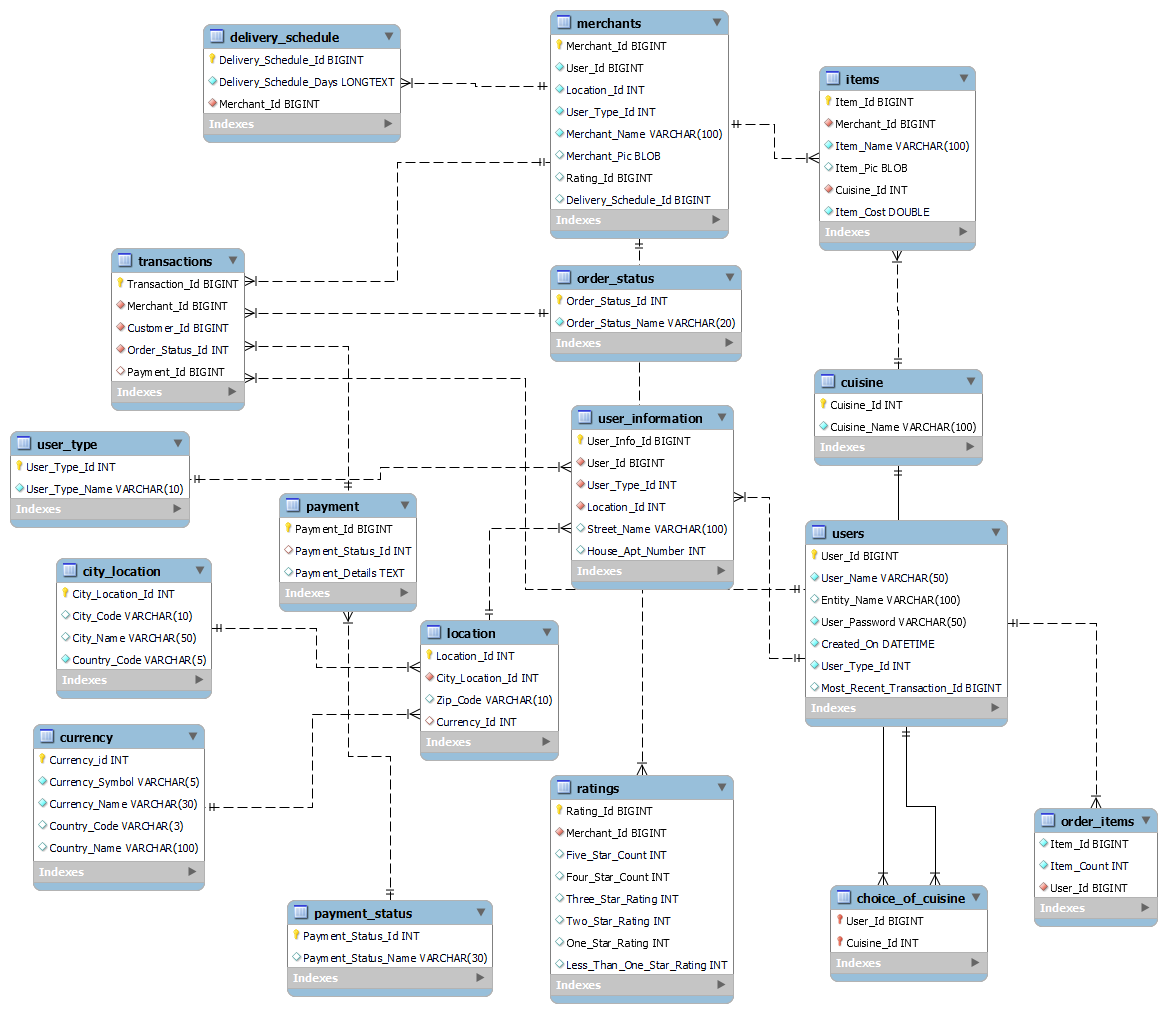 delivery_schedule
Delivery_Schedule_Id BIGINT
Delivery_Schedule_Days LONGTEXT
Merchant_Id BIGINT
Indexes
merchants
Merchant_Id BIGINT
User_Id BIGINT
Location_Id INT
User_Type_Id INT
Merchant_Name VARCHAR(100)
Merchant_Pic BLOB
Rating_Id BIGINT
Delivery_Schedule_Id BIGINT
Indexes
items
Item_Id BIGINT
Merchant_Id BIGINT
Item_Name VARCHAR(100)
Item_Pic BLOB
Cuisine_Id INT
Item_Cost DOUBLE
Indexes
transactions
Transaction_Id BIGINT
Merchant_Id BIGINT
Customer_Id BIGINT
Order_Status_Id INT
Payment_Id BIGINT
Indexes
order_status
Order_Status_Id INT
Order_Status_Name VARCHAR(20)
Indexes
cuisine
Cuisine_Id INT
Cuisine_Name VARCHAR(100)
Indexes
user_type
User_Type_Id INT
User_Type_Name VARCHAR(10)
Indexes
user_information
User_Info_Id BIGINT
User_Id BIGINT
User_Type_Id INT
Location_Id INT
Street_Name VARCHAR(100)
House_Apt_Number INT
Indexes
payment
Payment_Id BIGINT
Payment_Status_Id INT
Payment_Details TEXT
Indexes
users
User_Id BIGINT
User_Name VARCHAR(50)
Entity_Name VARCHAR(100)
User_Password VARCHAR(50)
Created_On DATETIME
User_Type_Id INT
Most_Recent_Transaction_Id BIGINT
Indexes
city_location
City_Location_Id INT
City_Code VARCHAR(10)
City_Name VARCHAR(50)
Country_Code VARCHAR(5)
Indexes
location
Location_Id INT
City_Location_Id INT
Zip_Code VARCHAR(10)
Currency_Id INT
Indexes
currency
Currency_id INT
Currency_Symbol VARCHAR(5)
Currency_Name VARCHAR(30)
Country_Code VARCHAR(3)
Country_Name VARCHAR(100)
Indexes
ratings
Rating_Id BIGINT
Merchant_Id BIGINT
Five_Star_Count INT
Four_Star_Count INT
Three_Star_Rating INT
Two_Star_Rating INT
One_Star_Rating INT
Less_Than_One_Star_Rating INT
Indexes
order_items
Item_Id BIGINT
Item_Count INT
User_Id BIGINT
Indexes
payment_status
Payment_Status_Id INT
Payment_Status_Name VARCHAR(30)
Indexes
choice_of_cuisine
User_Id BIGINT
Cuisine_Id INT
Indexes